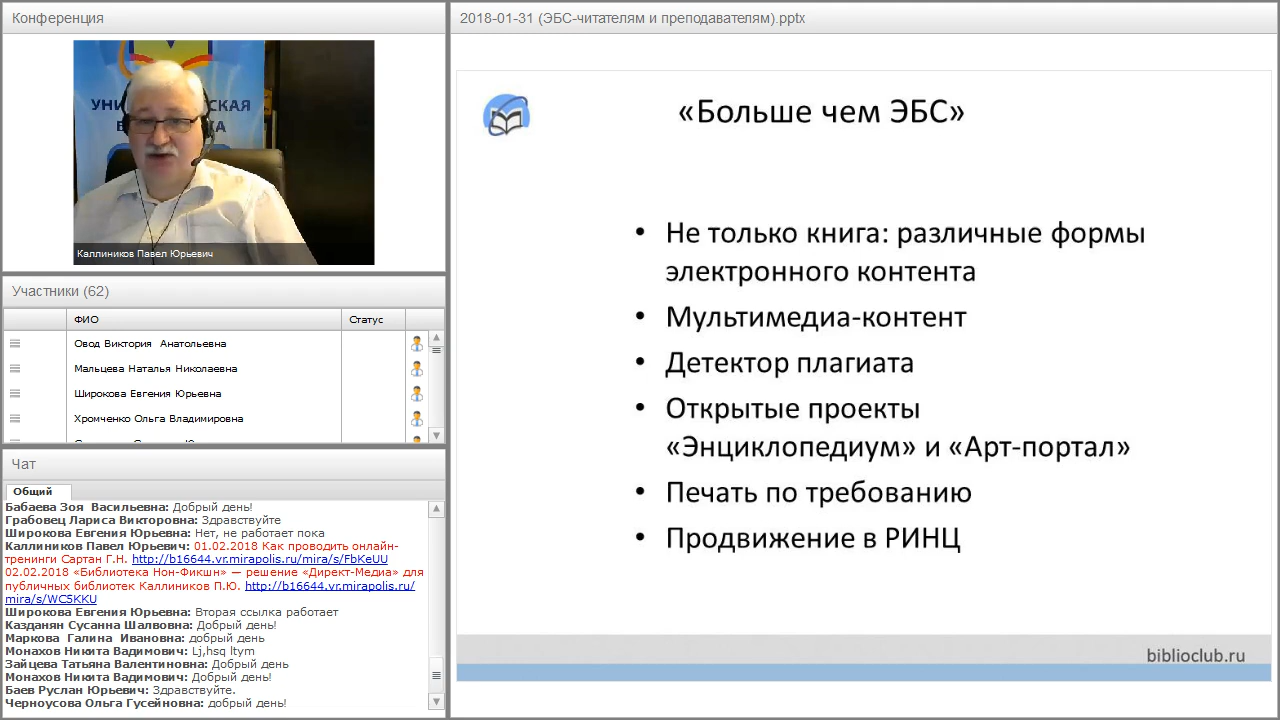 Конференция
Каллиников Павел Юрьевич
Участники (62)
ФИО
Статус
Овод Виктория Анатольевна
Мальцева Наталья Николаевна
Широкова Евгения Юрьевна
Хромченко Ольга Владимировна
Чат
Общий
Бабаева Зоя Васильевна: Добрый день!
Грабовец Лариса Викторовна: Здравствуйте
Широкова Евгения Юрьевна: Нет, не работает пока
Каллиников Павел Юрьевич: 01.02.2018 Как проводить онлайн-
тренинги Сартан Г.Н. http://b16644.vr.mirapolis.ru/mira/s/FbKeUU
02.02.2018 «Библиотека Нон-Фикшн» — решение «Директ-Медиа» для
публичных библиотек Каллиников П.Ю. http://b16644.vr.mirapolis.ru/
mira/s/WC5KKU
Широкова Евгения Юрьевна: Вторая ссылка работает
Казданян Сусанна Шалвовна: Добрый день!
Маркова Галина Ивановна: добрый день
Монахов Никита Вадимович: Lj,hsq ltym
Зайцева Татьяна Валентиновна: Добрый день
Монахов Никита Вадимович: Добрый день!
Баев Руслан Юрьевич: Здравствуйте.
Черноусова Ольга Гусейновна: добрый день!
2018-01-31 (ЭБС-читателям и преподавателям).pptx
«Больше чем ЭБС»
• Не только книга: различные формы
электронного контента
• Мультимедиа-контент
• Детектор плагиата
• Открытые проекты
«Энциклопедиум» и «Арт-портал»
• Печать по требованию
• Продвижение в РИНЦ
biblioclub.ru